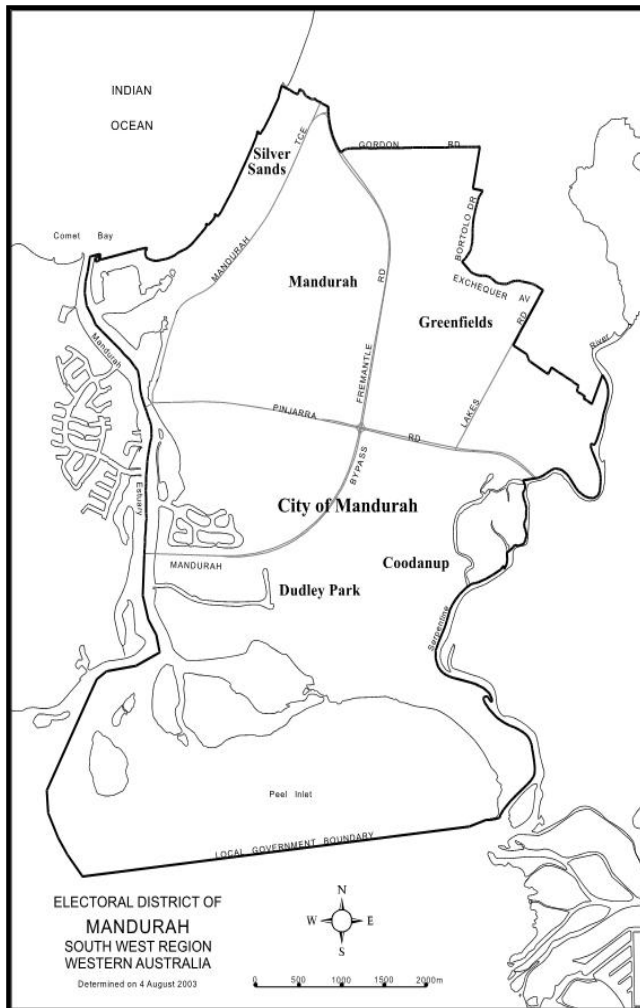 INDIAN
OCEAN
GORDON RD
TCE
Silver
Sands
BORTOLO DR
Comet Bay
MANDURAH
Mandurah
RD
EXCHEQUER AV
Greenfields
RD
River
Mandurah
FREMANTLE
LAKES
PINJARRA RD
BYPASS
Estuary
City of Mandurah
MANDURAH
Coodanup
Dudley Park
Serpentine
Peel Inlet
LOCAL GOVERNMENT BOUNDARY
ELECTORAL DISTRICT OF
MANDURAH
SOUTH WEST REGION
WESTERN AUSTRALIA
Determined on 4 August 2003
N
W E
S
0 500 1000 1500 2000m